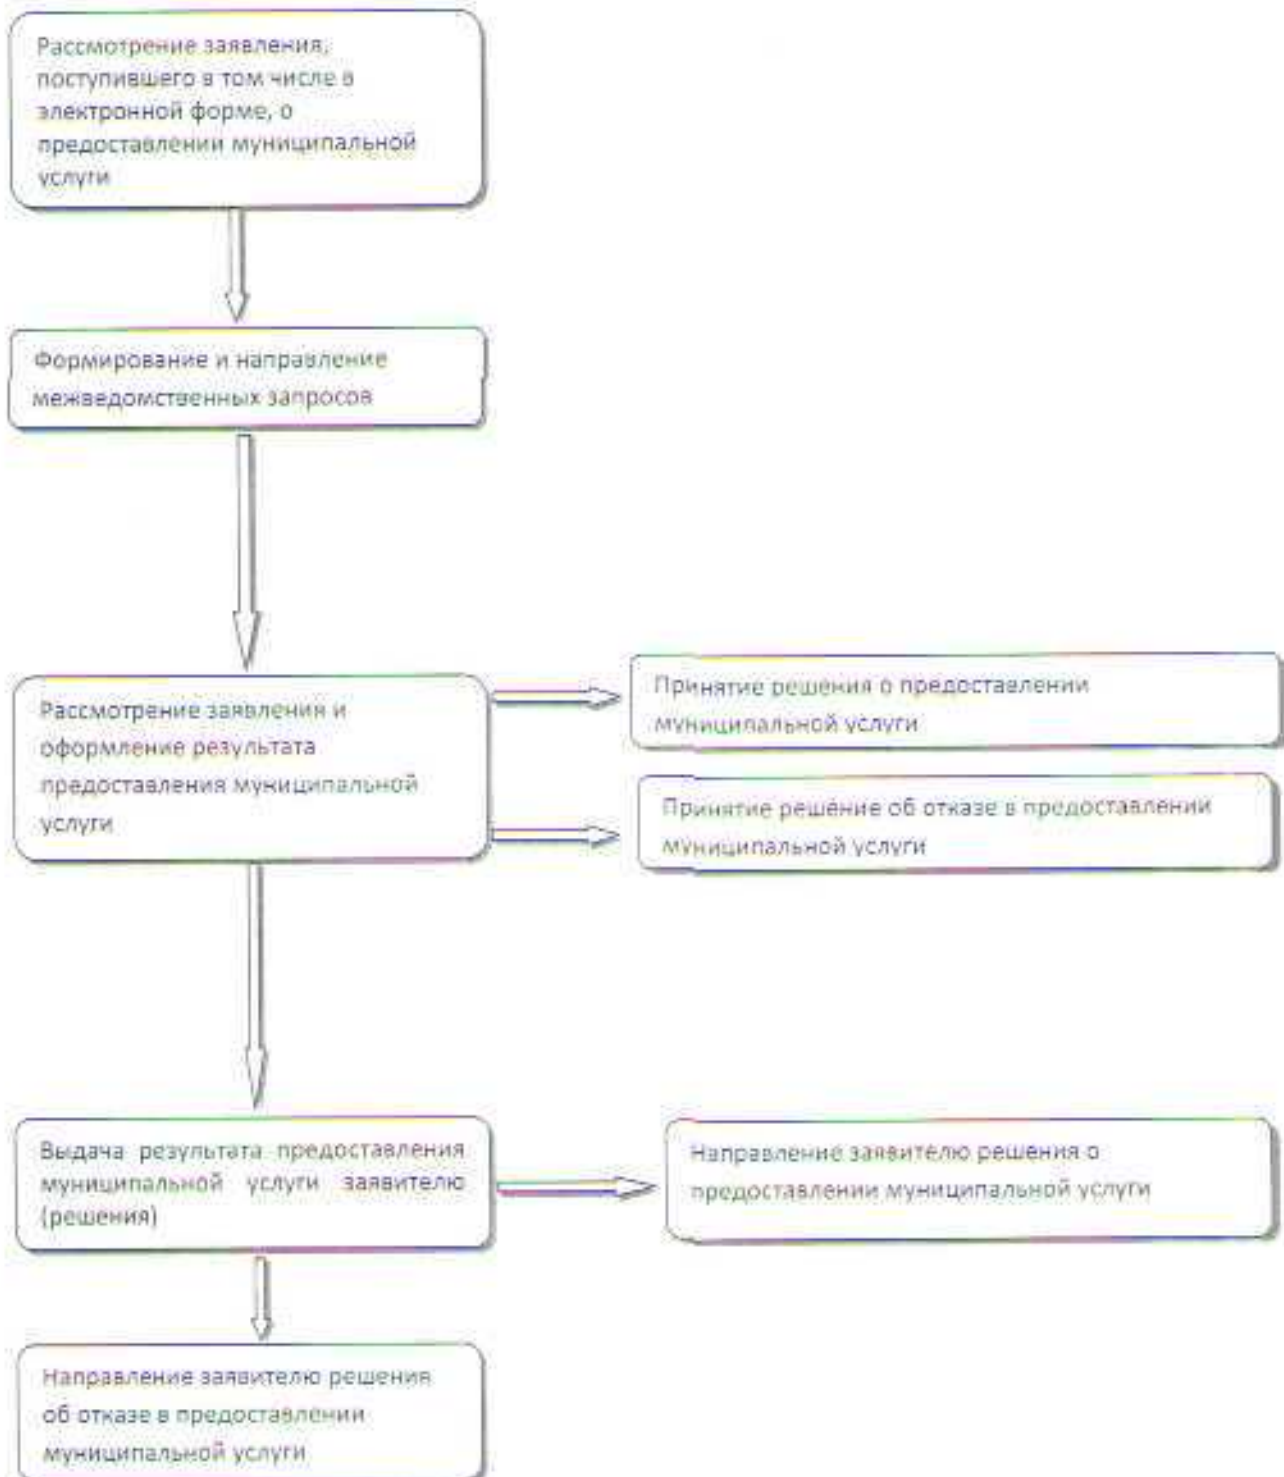 Рассмотрение заявления,
поступившего в том числе в
электронной форме, о
предоставлении муниципальной
услуги
Формирование и направление
межведомственных запросов
Рассмотрение заявления и
оформление результата
предоставления муниципальной
услуги
Принятие решения о предоставлении
муниципальной услуги
Принятие решение об отказе в предоставлении
муниципальной услуги
Выдача результата предоставления
муниципальной услуги заявителю
(решения)
Направление заявителю решения о
предоставлении муниципальной услуги
Направление заявителю решения
об отказе в предоставлении
муниципальной услуги